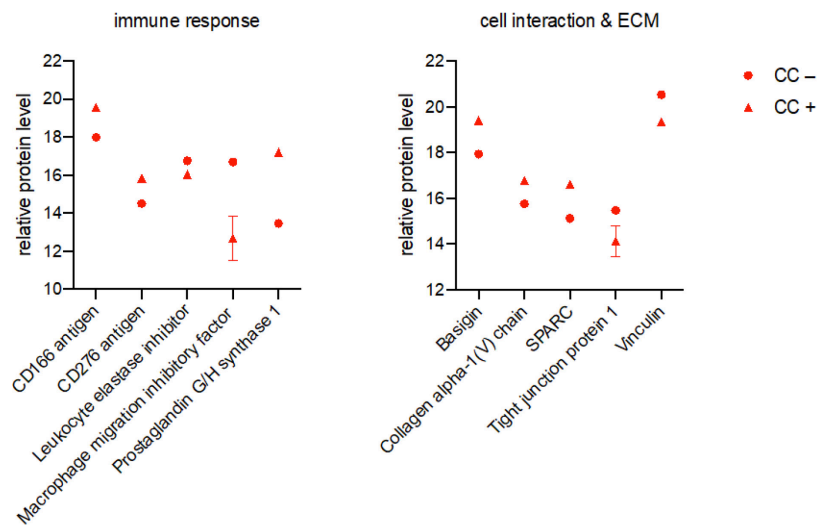 immune response
relative protein level
22
20
18
16
14
12
10
CD166 antigen
CD276 antigen
Leukocyte elastase inhibitor
Macrophage migration inhibitory factor
Prostaglandin G/H synthase 1
cell interaction & ECM
relative protein level
22
20
18
16
14
12
Basigin
Collagen alpha-1(V) chain
SPARC
Tight junction protein 1
Vinculin
CC –
CC +